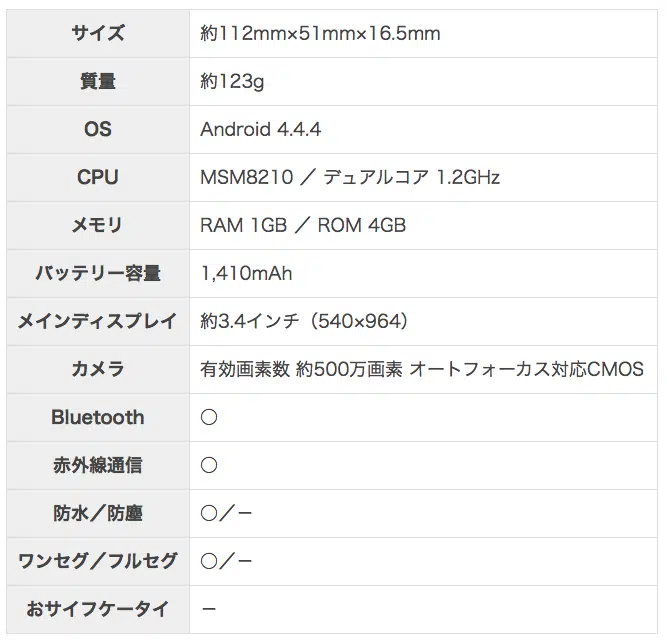 サイズ 約112mm×51mm×16.5mm
質量 約123g
OS Android 4.4.4
CPU MSM8210 ／ デュアルコア 1.2GHz
メモリ RAM 1GB ／ ROM 4GB
バッテリー容量 1,410mAh
メインディスプレイ 約3.4インチ（540×964）
カメラ 有効画素数 約500万画素 オートフォーカス対応CMOS
Bluetooth ○
赤外線通信 ○
防水／防塵 ○／−
ワンセグ／フルセグ ○／−
おサイフケータイ −